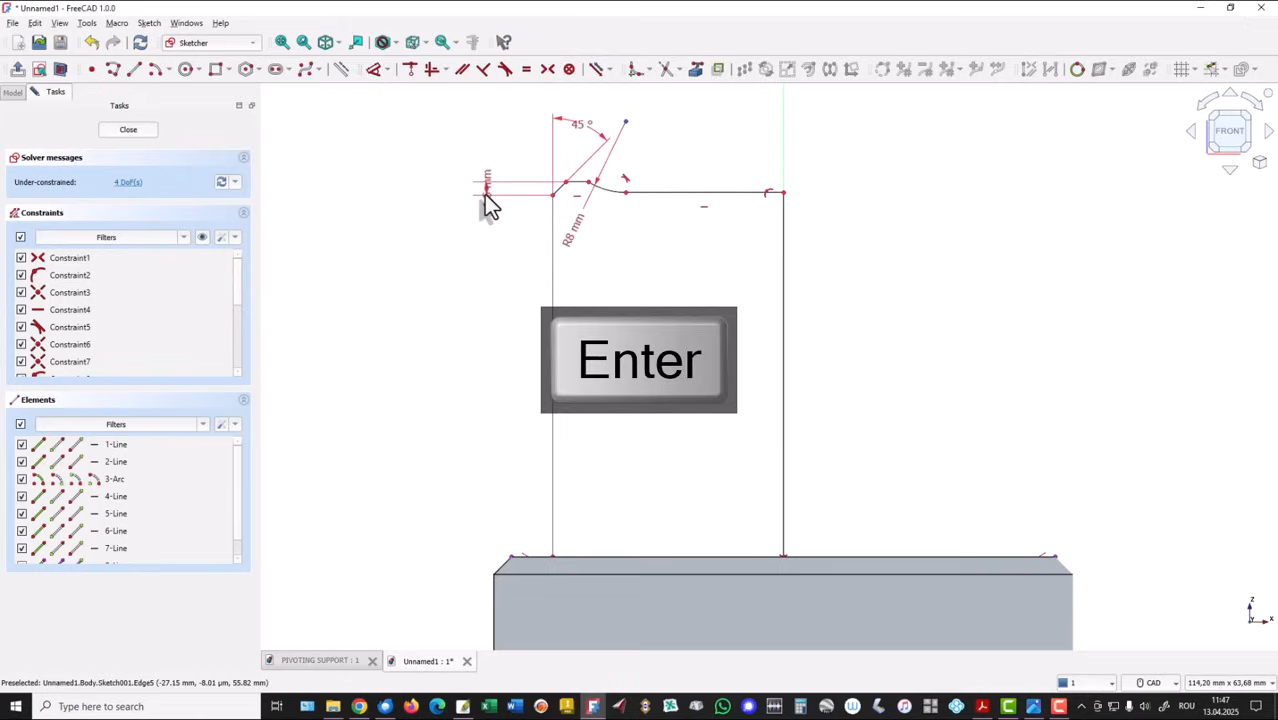 * Unnamed1 - FreeCAD 1.0.0
File Edit View Tools Macro Sketch Windows Help
Sketcher
Model Tasks
Tasks
Close
Solver messages
Under-constrained: 4 DoF(s)
Constraints
Filters
Constraint1
Constraint2
Constraint3
Constraint4
Constraint5
Constraint6
Constraint7
Elements
Filters
1-Line
2-Line
3-Arc
4-Line
5-Line
6-Line
7-Line
45 °
mm
R8 mm
Enter
FRONT
z
x
y
PIVOTING SUPPORT : 1
Unnamed1 : 1*
Preselected: Unnamed1.Body.Sketch001.Edge5 (-27.15 mm, -8.01 μm, 55.82 mm)
1
CAD
114,20 mm x 63,68 mm
Type here to search
11:47
13.04.2025